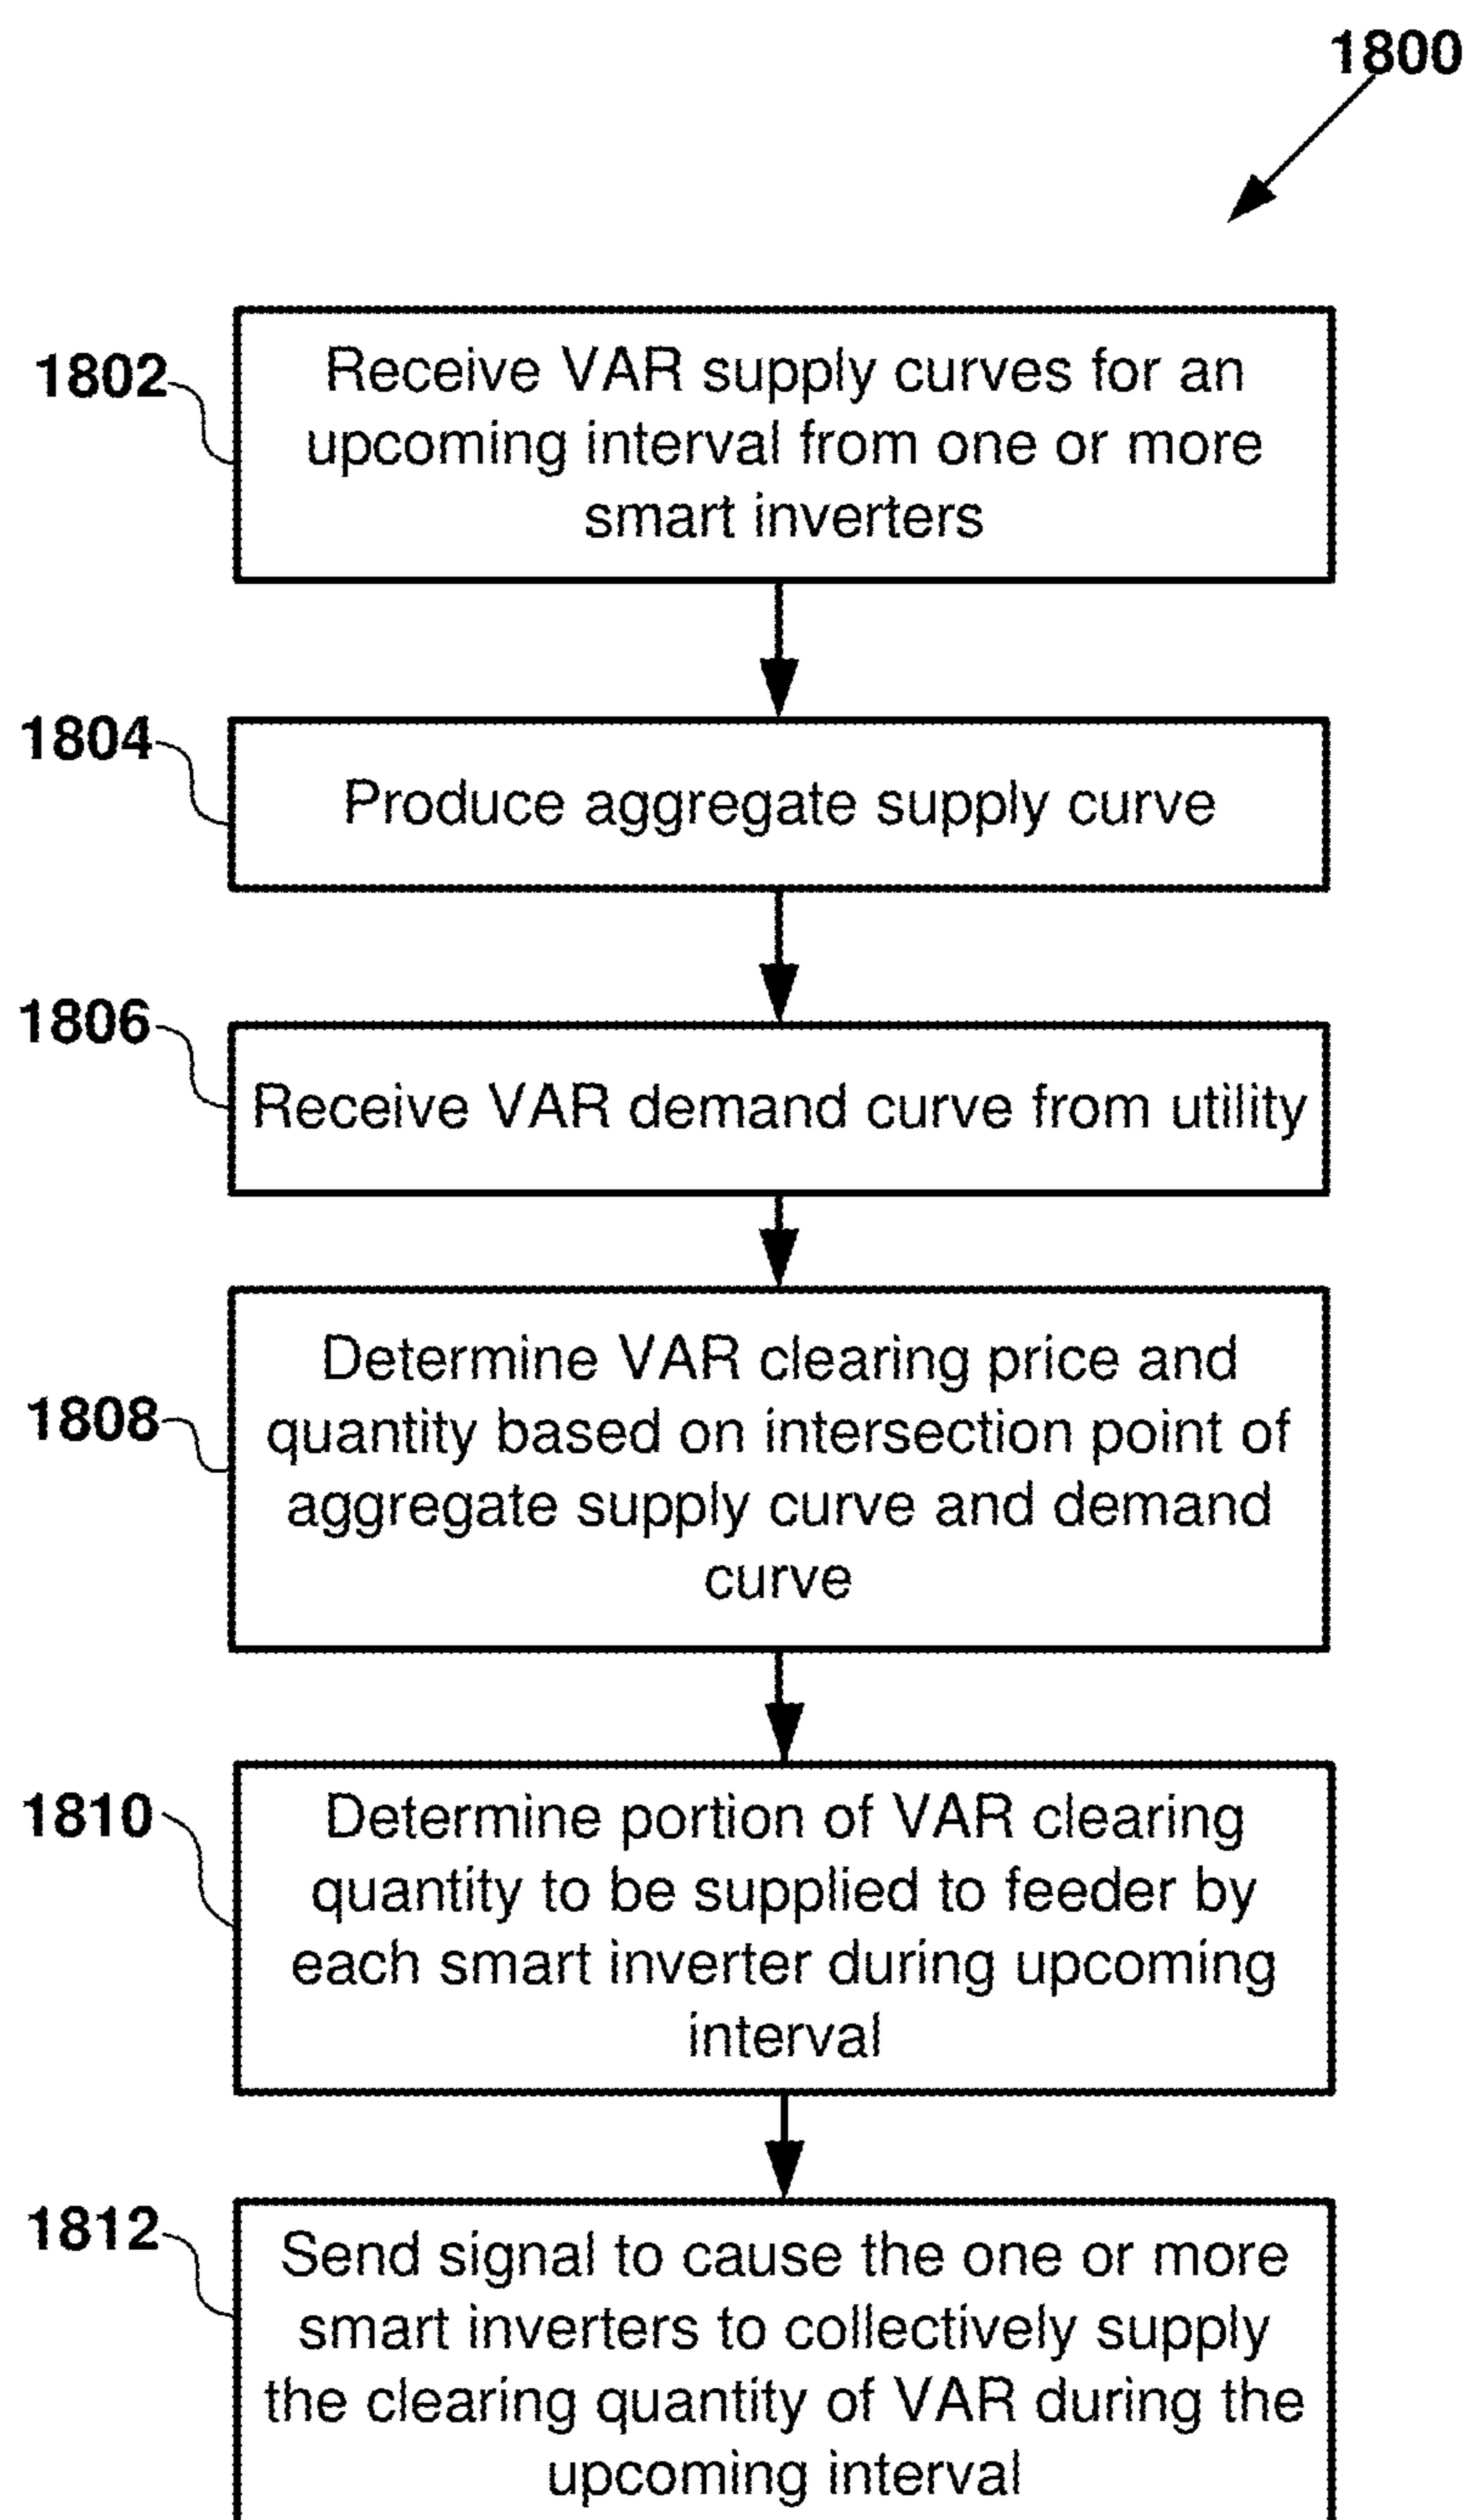 1800
1802
Receive VAR supply curves for an
upcoming interval from one or more
smart inverters
1804
Produce aggregate supply curve
1806
Receive VAR demand curve from utility
1808
Determine VAR clearing price and
quantity based on intersection point of
aggregate supply curve and demand
curve
1810
Determine portion of VAR clearing
quantity to be supplied to feeder by
each smart inverter during upcoming
interval
1812
Send signal to cause the one or more
smart inverters to collectively supply
the clearing quantity of VAR during the
upcoming interval